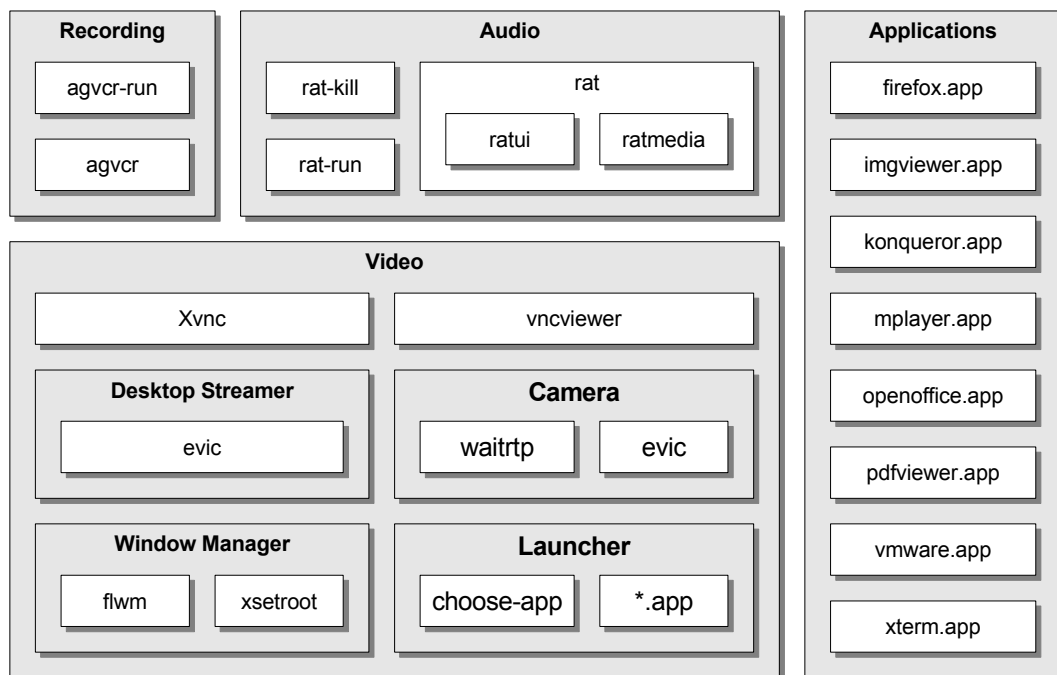 Recording
agvcr-run
agvcr
Audio
rat-kill
rat-run
rat
ratui
ratmedia
Video
Xvnc
vncviewer
Desktop Streamer
evic
Camera
waitrtp
evic
Window Manager
flwm
xsetroot
Launcher
choose-app
*.app
Applications
firefox.app
imgviewer.app
konqueror.app
mplayer.app
openoffice.app
pdfviewer.app
vmware.app
xterm.app